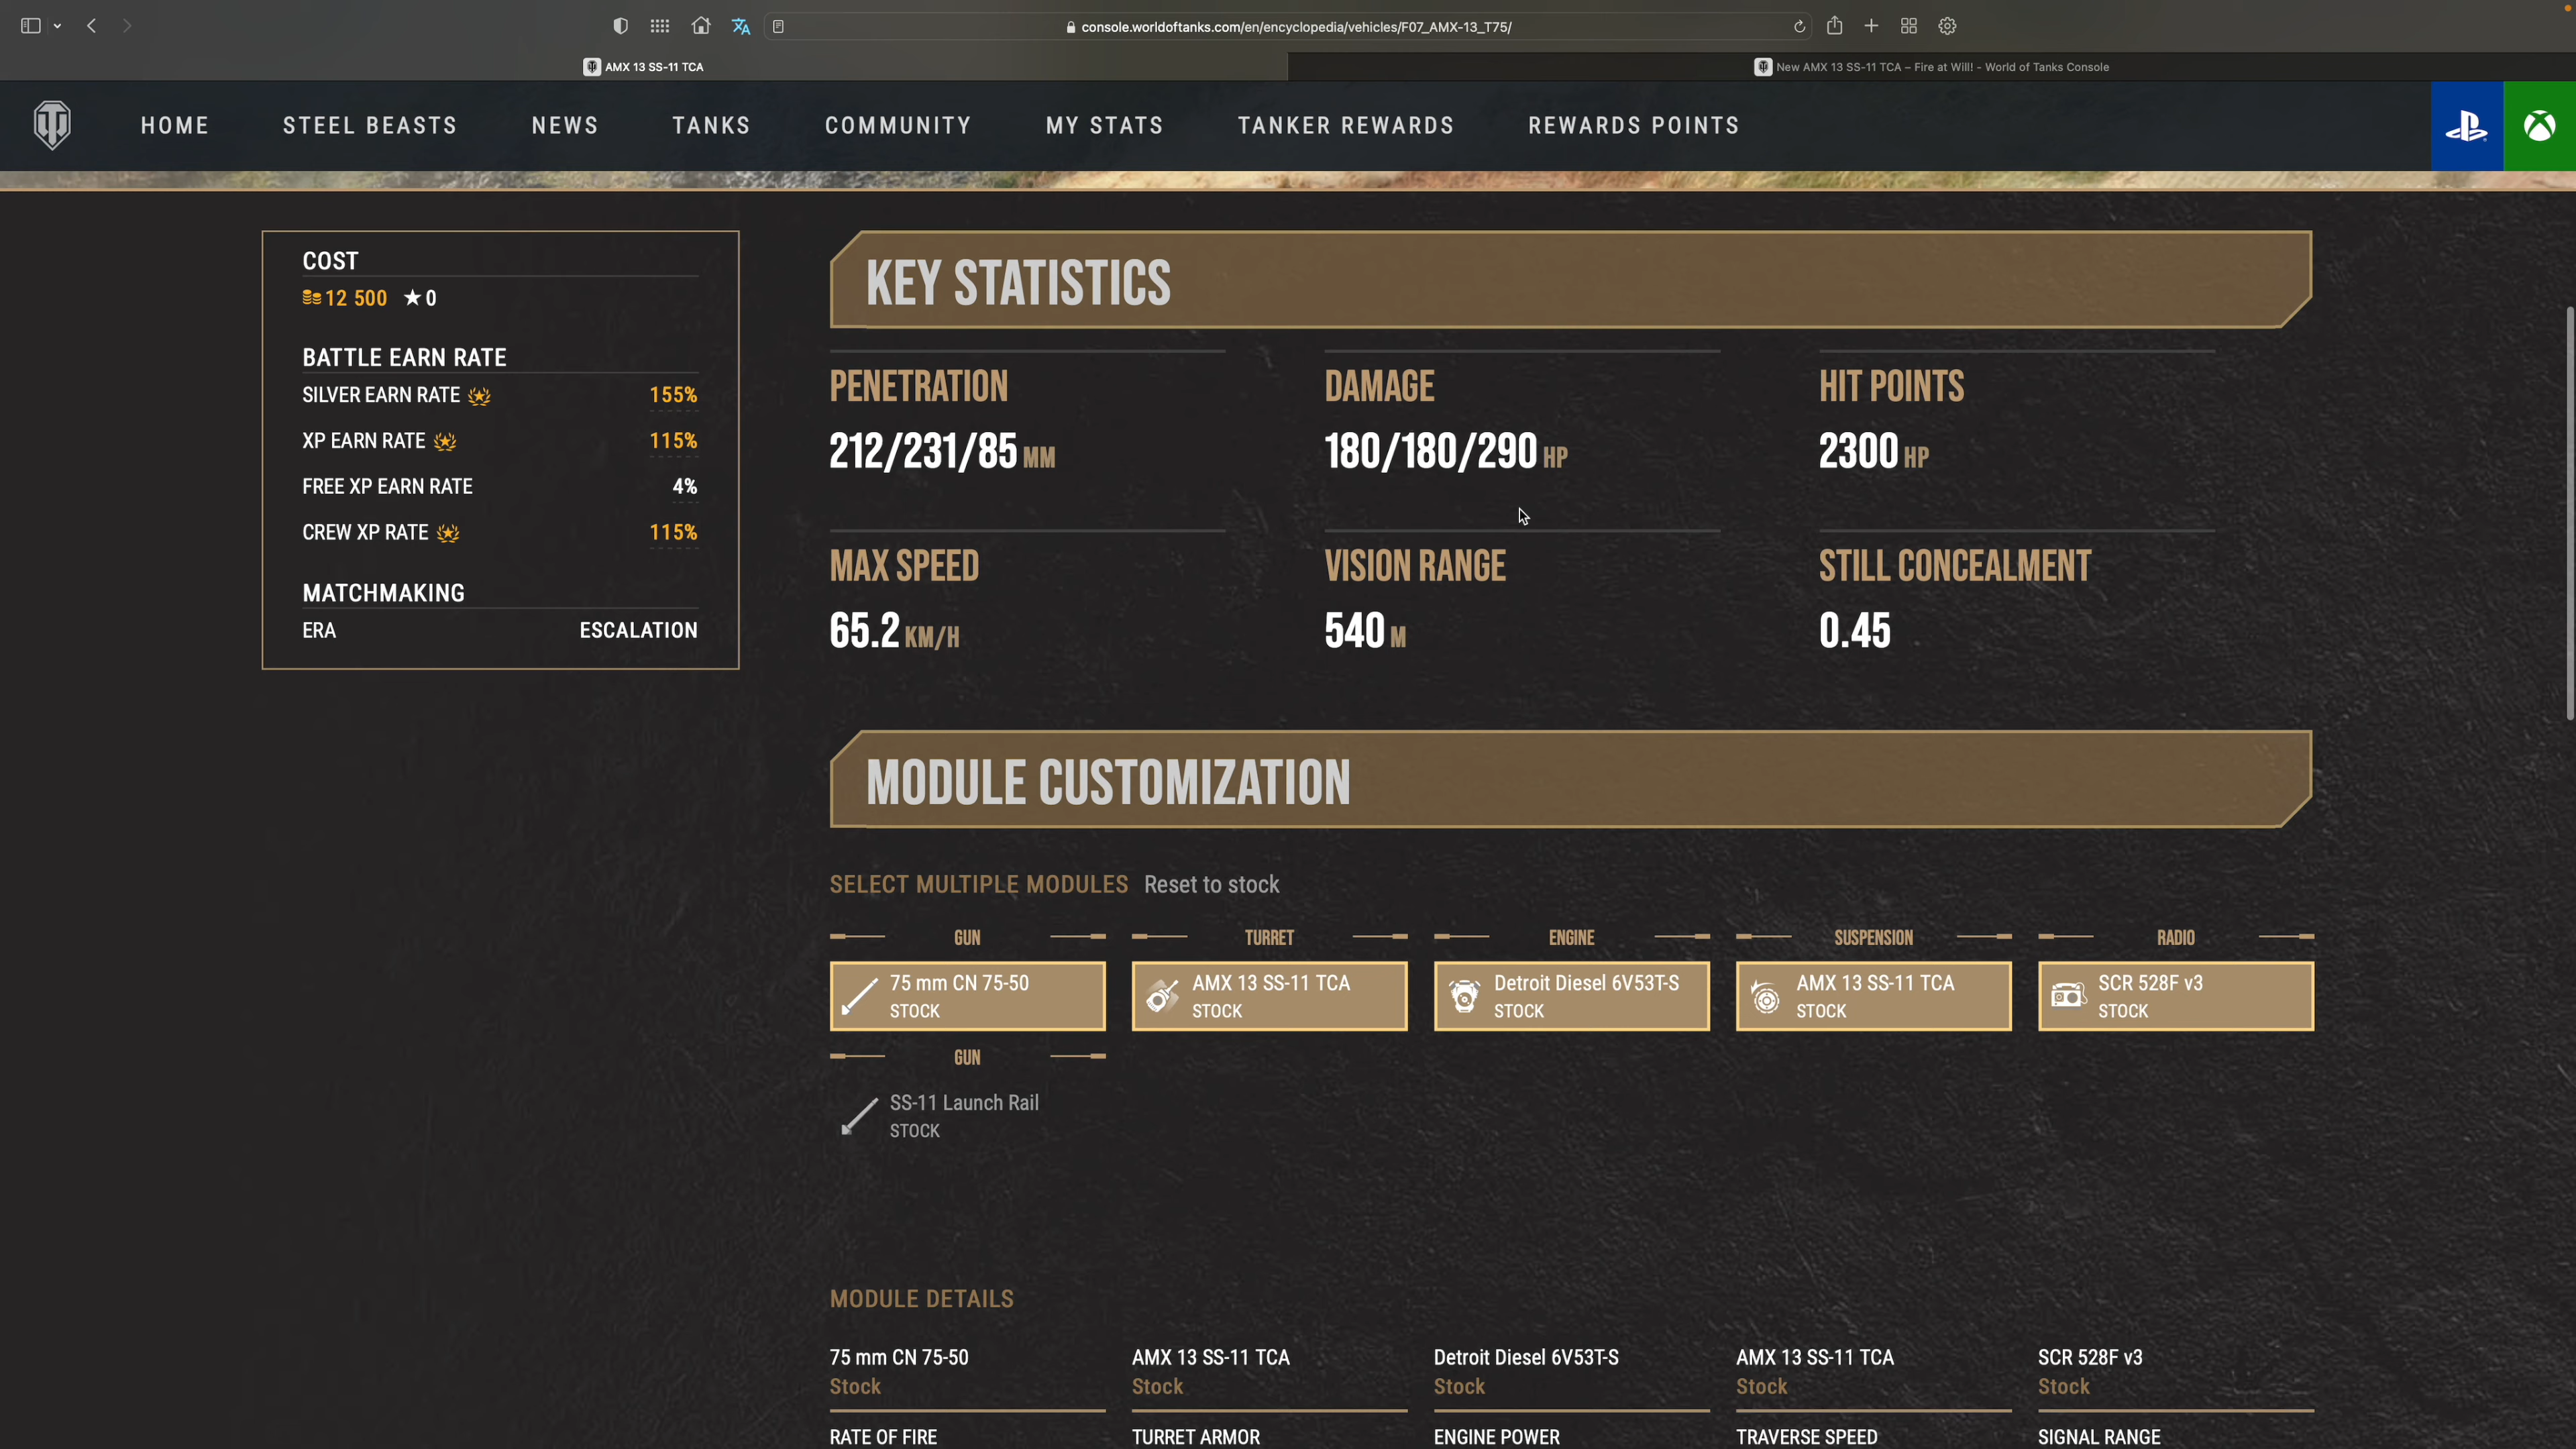 console.worldoftanks.com/en/encyclopedia/vehicles/F07_AMX-13_T75/
AMX 13 SS-11 TCA
New AMX 13 SS-11 TCA – Fire at Will! - World of Tanks Console
HOME STEEL BEASTS NEWS TANKS COMMUNITY MY STATS TANKER REWARDS REWARDS POINTS
COST
12 500 0
BATTLE EARN RATE
SILVER EARN RATE 155%
XP EARN RATE 115%
FREE XP EARN RATE 4%
CREW XP RATE 115%
MATCHMAKING
ERA ESCALATION
KEY STATISTICS
PENETRATION DAMAGE HIT POINTS
212/231/85 MM 180/180/290 HP 2300 HP
MAX SPEED VISION RANGE STILL CONCEALMENT
65.2 KM/H 540 M 0.45
MODULE CUSTOMIZATION
SELECT MULTIPLE MODULES Reset to stock
GUN TURRET ENGINE SUSPENSION RADIO
75 mm CN 75-50 AMX 13 SS-11 TCA Detroit Diesel 6V53T-S AMX 13 SS-11 TCA SCR 528F v3
STOCK STOCK STOCK STOCK STOCK
GUN
SS-11 Launch Rail
STOCK
MODULE DETAILS
75 mm CN 75-50 AMX 13 SS-11 TCA Detroit Diesel 6V53T-S AMX 13 SS-11 TCA SCR 528F v3
Stock Stock Stock Stock Stock
RATE OF FIRE TURRET ARMOR ENGINE POWER TRAVERSE SPEED SIGNAL RANGE